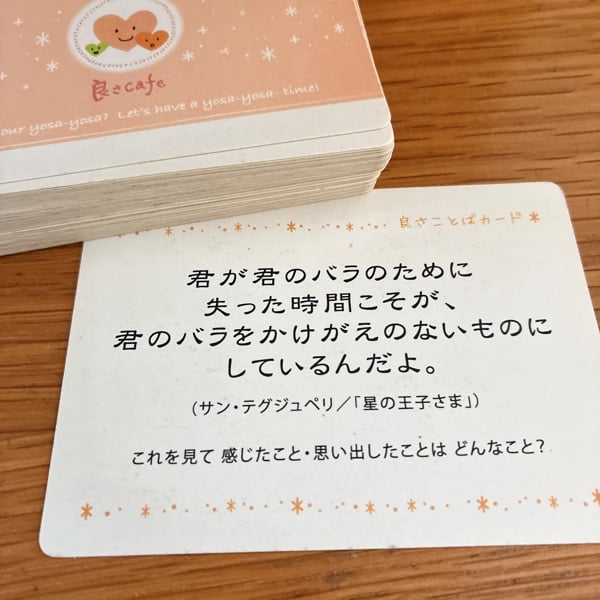 良さcafe
our yosa-yosa? Let's have a yosa-yosa time!
良さことばカード
君が君のバラのために
失った時間こそが、
君のバラをかけがえのないものに
しているんだよ。
(サン・テグジュペリ/「星の王子さま」)
これを見て 感じたこと・思い出したことは どんなこと?